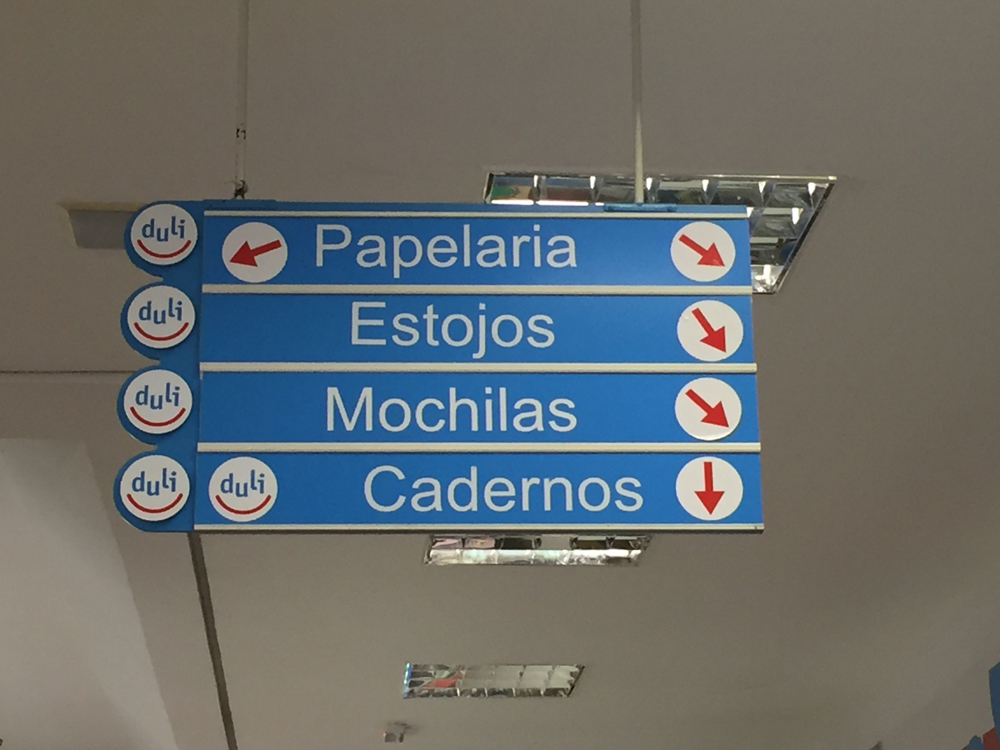 duli Papelaria
duli Estojos
duli Mochilas
duli duli Cadernos